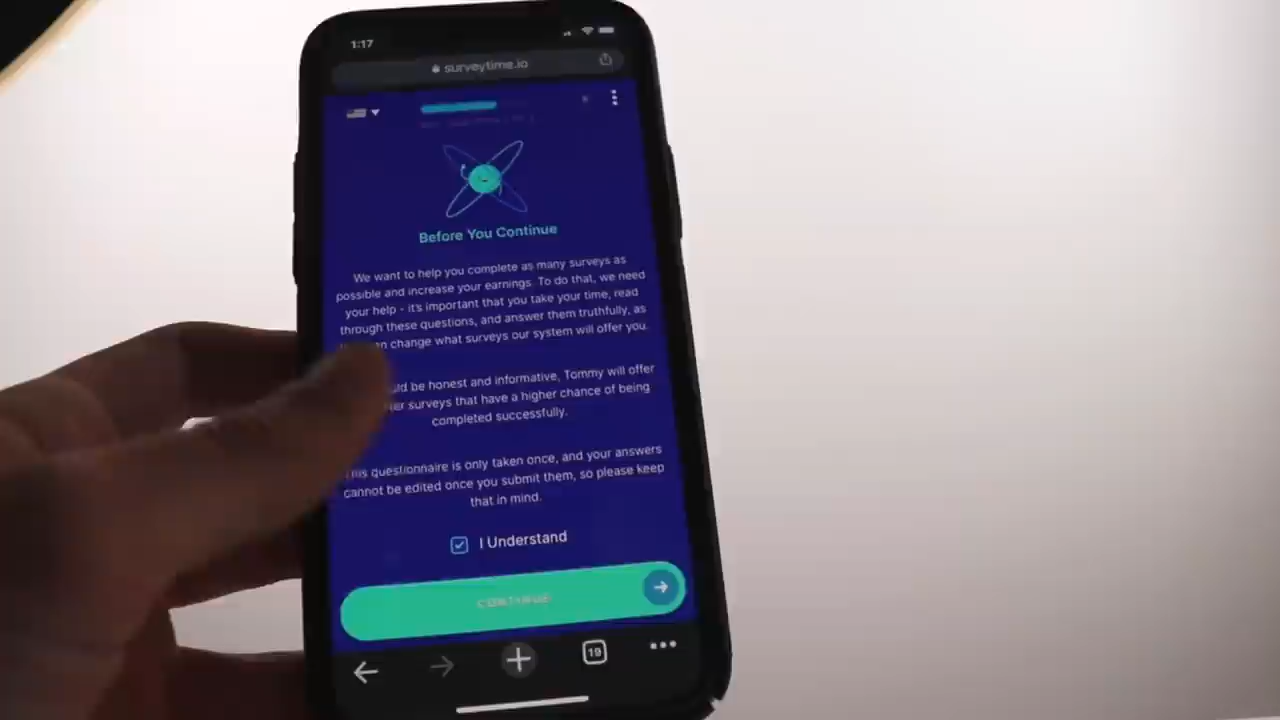 1:17
surveytime.io
Before You Continue
We want to help you complete as many surveys as
possible and increase your earnings. To do that, we need
your help - it's important that you take your time, read
through these questions, and answer them truthfully, as
change what surveys our system will offer you.
be honest and informative, Tommy will offer
surveys that have a higher chance of being
completed successfully.
This questionnaire is only taken once, and your answers
cannot be edited once you submit them, so please keep
that in mind.
I Understand
CONTINUE
19